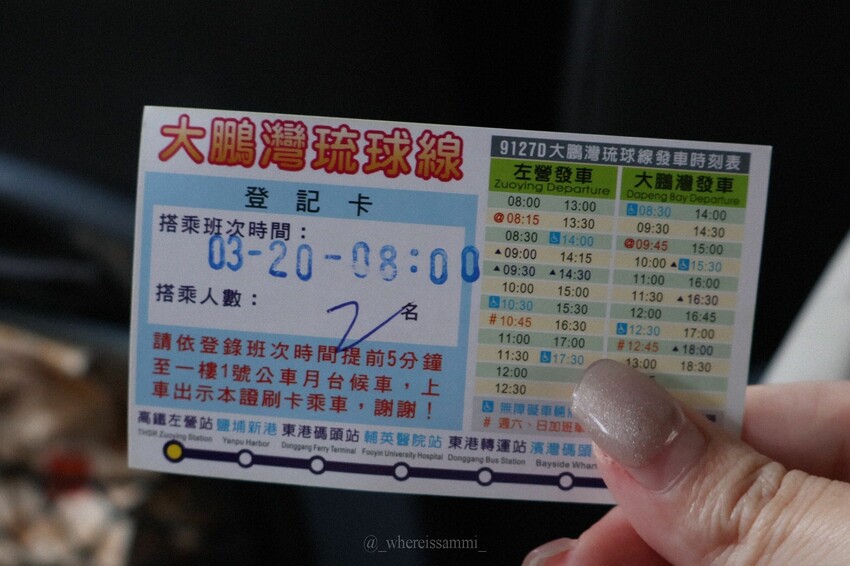 大鵬灣琉球線
登記卡
搭乘班次時間：
03-20-08:00
搭乘人數：
2 名
請依登錄班次時間提前5分鐘
至一樓1號公車月台候車，上
車出示本證刷卡乘車，謝謝！
9127D大鵬灣琉球線發車時刻表
左營發車
Zuoying Departure
08:00 13:00
@08:15 13:30
08:30 ♿14:00
▲09:00 14:15
▲09:30 ▲14:30
10:00 15:00
♿10:30 15:30
#10:45 16:30
11:00 17:00
11:30 ♿17:30
12:00
12:30
大鵬灣發車
Dapeng Bay Departure
♿08:30 14:00
09:30 14:30
@09:45 15:00
10:00 ▲♿15:30
11:00 16:00
11:30 ▲16:30
12:00 16:45
♿12:30 17:00
#12:45 ▲18:00
13:00 18:30
♿ 無障礙車輛
# 週六、日加班
高鐵左營站 鹽埔新港 東港碼頭站 輔英醫院站 東港轉運站 濱灣碼頭
THSR Zuoying Station Yanpu Harbor Donggang Ferry Terminal Fooyin University Hospital Donggang Bus Station Bayside Wharf
@_whereissammi_